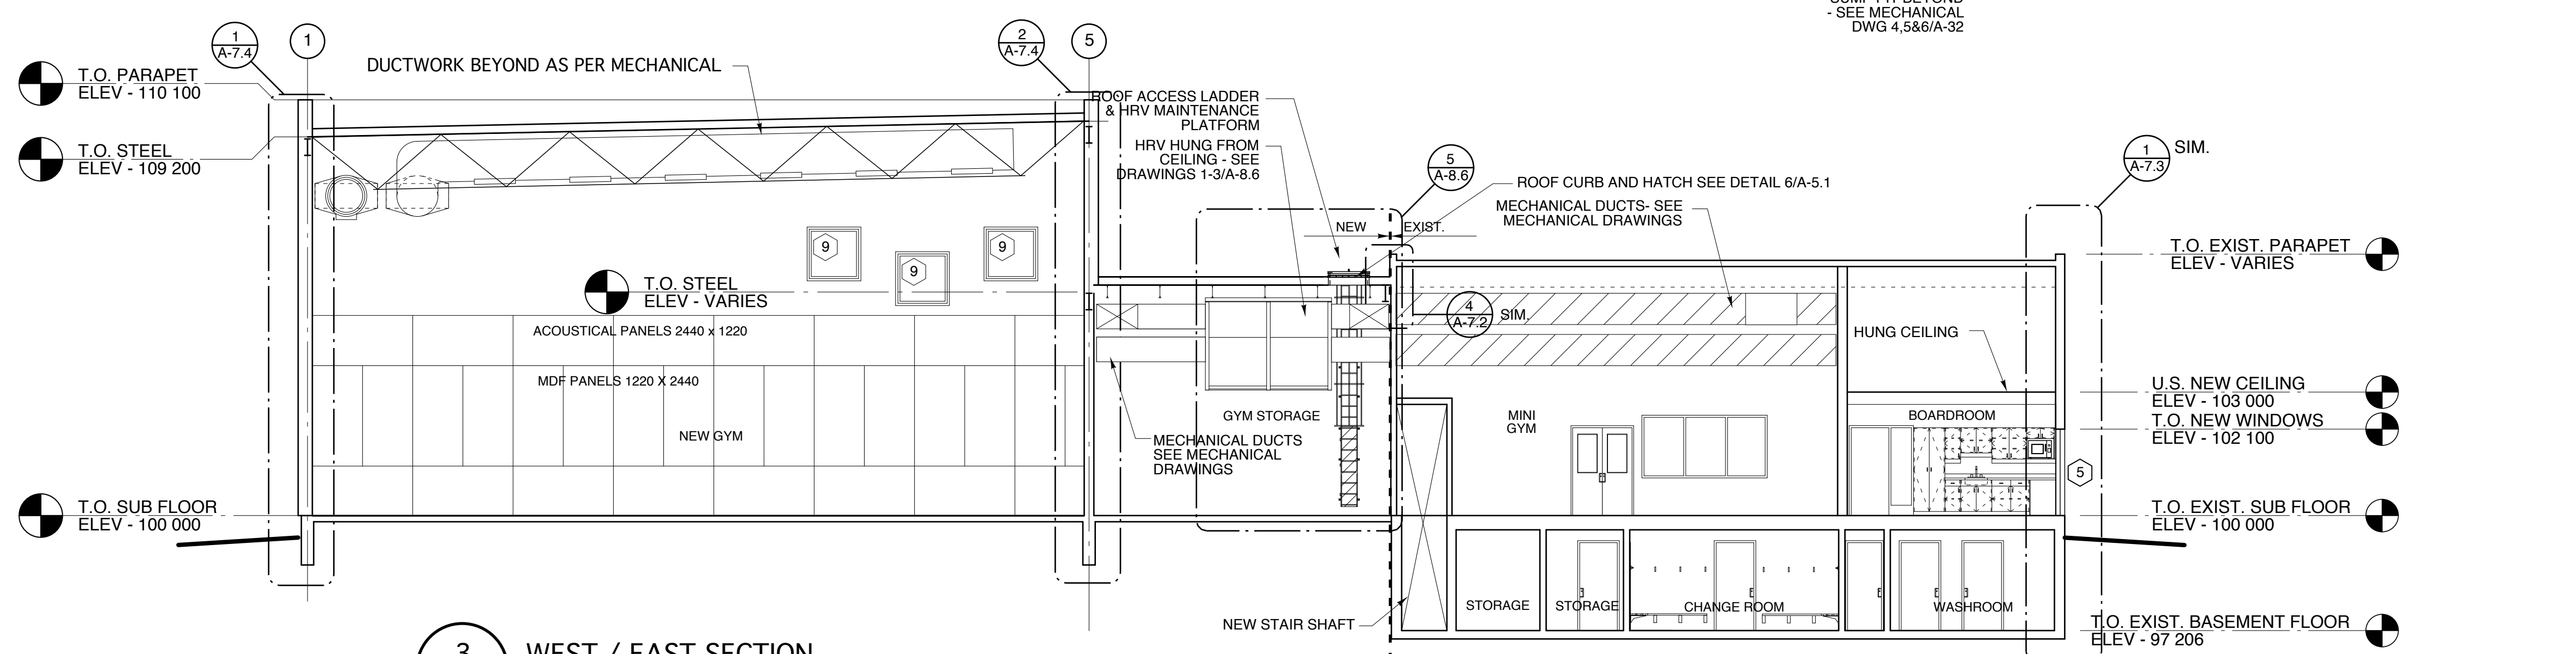 - SEE MECHANICAL
DWG 4,5&6/A-32
1
A-7.4
1
2
A-7.4
5
DUCTWORK BEYOND AS PER MECHANICAL
T.O. PARAPET
ELEV - 110 100
T.O. STEEL
ELEV - 109 200
ROOF ACCESS LADDER
& HRV MAINTENANCE
PLATFORM
HRV HUNG FROM
CEILING - SEE
DRAWINGS 1-3/A-8.6
5
A-8.6
1
A-7.3
SIM.
ROOF CURB AND HATCH SEE DETAIL 6/A-5.1
MECHANICAL DUCTS- SEE
MECHANICAL DRAWINGS
NEW
EXIST.
9
9
9
T.O. EXIST. PARAPET
ELEV - VARIES
T.O. STEEL
ELEV - VARIES
4
A-7.2
SIM.
ACOUSTICAL PANELS 2440 x 1220
HUNG CEILING
MDF PANELS 1220 X 2440
U.S. NEW CEILING
ELEV - 103 000
GYM STORAGE
MINI
GYM
BOARDROOM
T.O. NEW WINDOWS
ELEV - 102 100
NEW GYM
MECHANICAL DUCTS
SEE MECHANICAL
DRAWINGS
5
T.O. SUB FLOOR
ELEV - 100 000
T.O. EXIST. SUB FLOOR
ELEV - 100 000
STORAGE
STORAGE
CHANGE ROOM
WASHROOM
NEW STAIR SHAFT
T.O. EXIST. BASEMENT FLOOR
ELEV - 97 206
3
WEST / EAST SECTION